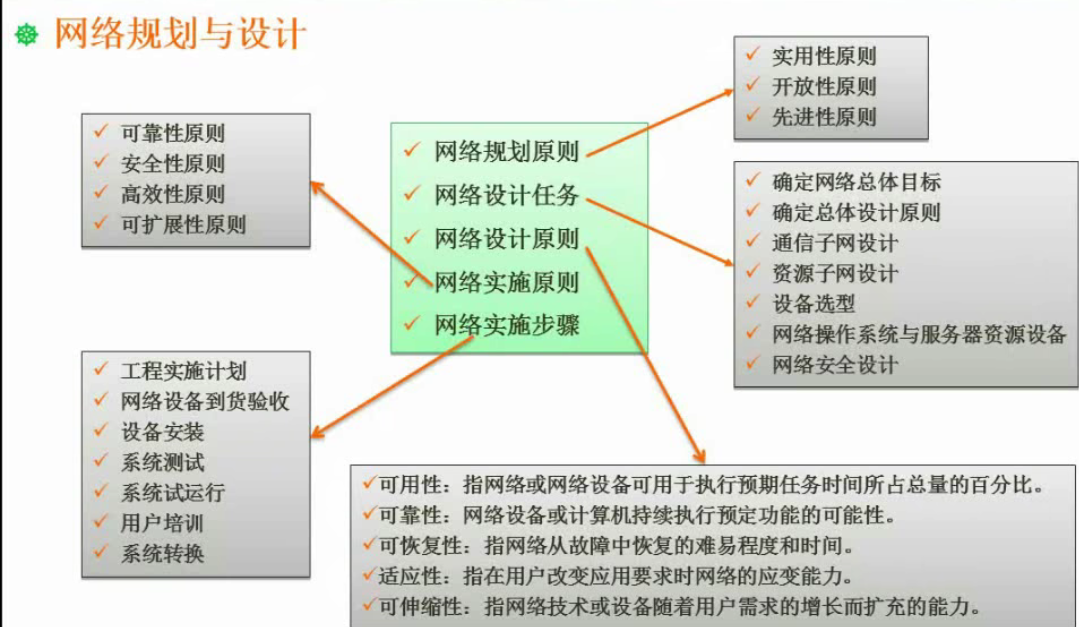 网络规划与设计
实用性原则
开放性原则
先进性原则
可靠性原则
安全性原则
高效性原则
可扩展性原则
网络规划原则
网络设计任务
网络设计原则
网络实施原则
网络实施步骤
确定网络总体目标
确定总体设计原则
通信子网设计
资源子网设计
设备选型
网络操作系统与服务器资源设备
网络安全设计
工程实施计划
网络设备到货验收
设备安装
系统测试
系统试运行
用户培训
系统转换
可用性：指网络或网络设备可用于执行预期任务时间所占总量的百分比。
可靠性：网络设备或计算机持续执行预定功能的可能性。
可恢复性：指网络从故障中恢复的难易程度和时间。
适应性：指在用户改变应用要求时网络的应变能力。
可伸缩性：指网络技术或设备随着用户需求的增长而扩充的能力。